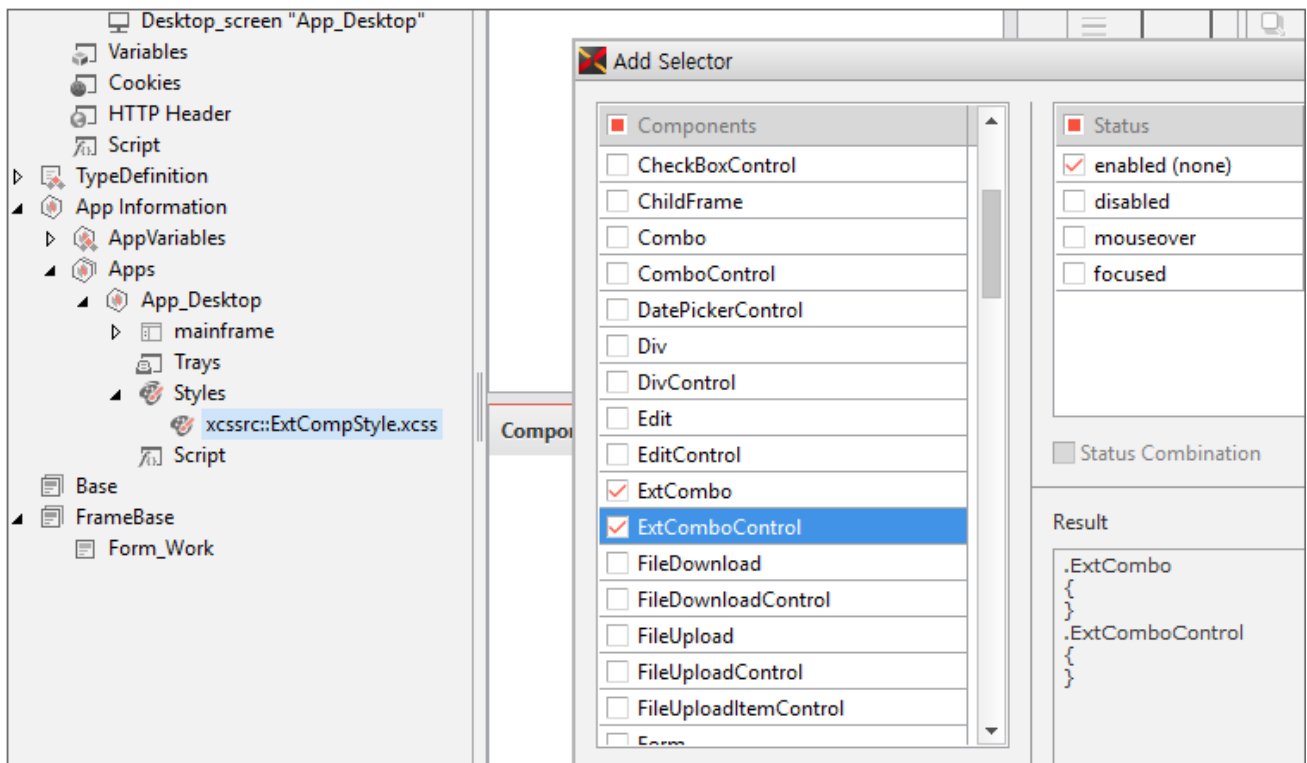 Desktop_screen "App_Desktop"
Variables
Cookies
HTTP Header
Script
TypeDefinition
App Information
AppVariables
Apps
App_Desktop
mainframe
Trays
Styles
xcssrc::ExtCompStyle.xcss
Script
Base
FrameBase
Form_Work
Compo
Add Selector
Components
CheckBoxControl
ChildFrame
Combo
ComboControl
DatePickerControl
Div
DivControl
Edit
EditControl
ExtCombo
ExtComboControl
FileDownload
FileDownloadControl
FileUpload
FileUploadControl
FileUploadItemControl
Form
Status
enabled (none)
disabled
mouseover
focused
Status Combination
Result
.ExtCombo
{
}
.ExtComboControl
{
}